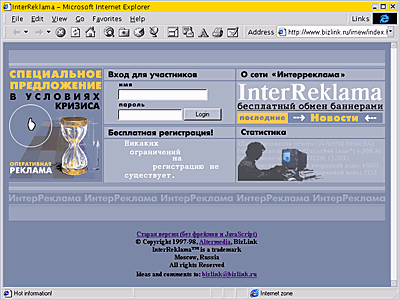 InterReklama - Microsoft Internet Explorer
File Edit View Go Favorites Help
Links
Address http://www.bizlink.ru/imew/index.
СПЕЦИАЛЬНОЕ
ПРЕДЛОЖЕНИЕ
В УСЛОВИЯХ
КРИЗИСА
ОПЕРАТИВНАЯ
РЕКЛАМА
Вход для участников
имя
пароль
Login
Бесплатная регистрация!
Никаких
ограничений
на
регистрацию не
существует.
О сети «Интерреклама»
InterReklama
бесплатный обмен баннерами
последние Новости
Статистика
ИнтерРеклама ИнтерРеклама ИнтерРеклама ИнтерРеклама ИнтерРеклама
Старая версия (без фреймов и JavaScript)
© Copyright 1997-98, Altermedia, BizLink
InterReklama™ is a trademark
Moscow, Russia
All rights Reserved
Ideas and comments to: bizlink@bizlink.ru
Hot information!
Internet zone